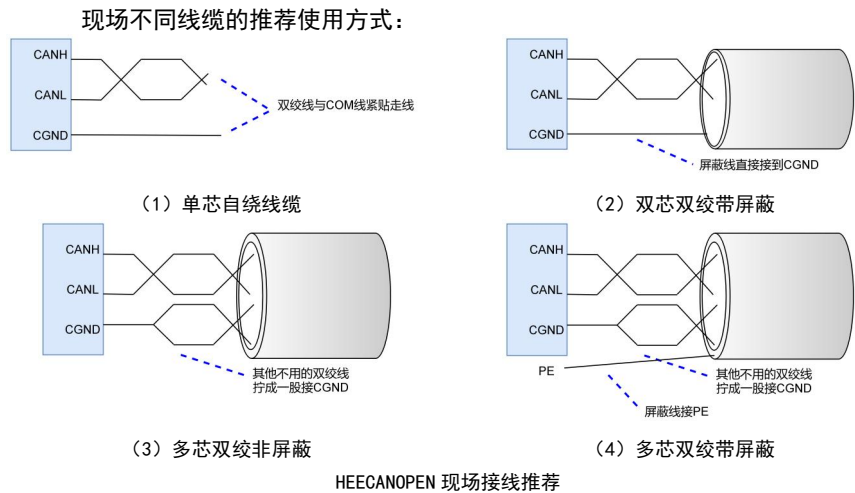 现场不同线缆的推荐使用方式：
CANH
CANL
CGND
双绞线与COM线紧贴走线
（1）单芯自绕线缆
CANH
CANL
CGND
屏蔽线直接接到CGND
（2）双芯双绞带屏蔽
CANH
CANL
CGND
其他不用的双绞线
拧成一股接CGND
（3）多芯双绞非屏蔽
CANH
CANL
CGND
PE
其他不用的双绞线
拧成一股接CGND
屏蔽线接PE
（4）多芯双绞带屏蔽
HEECANOPEN 现场接线推荐